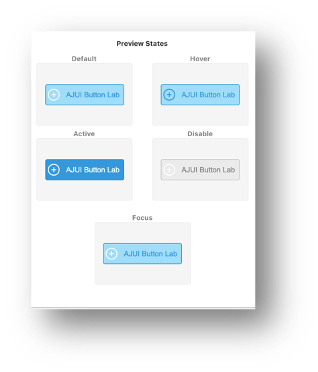 Preview States
Default
Hover
AJUI Button Lab
AJUI Button Lab
Active
Disable
AJUI Button Lab
AJUI Button Lab
Focus
AJUI Button Lab